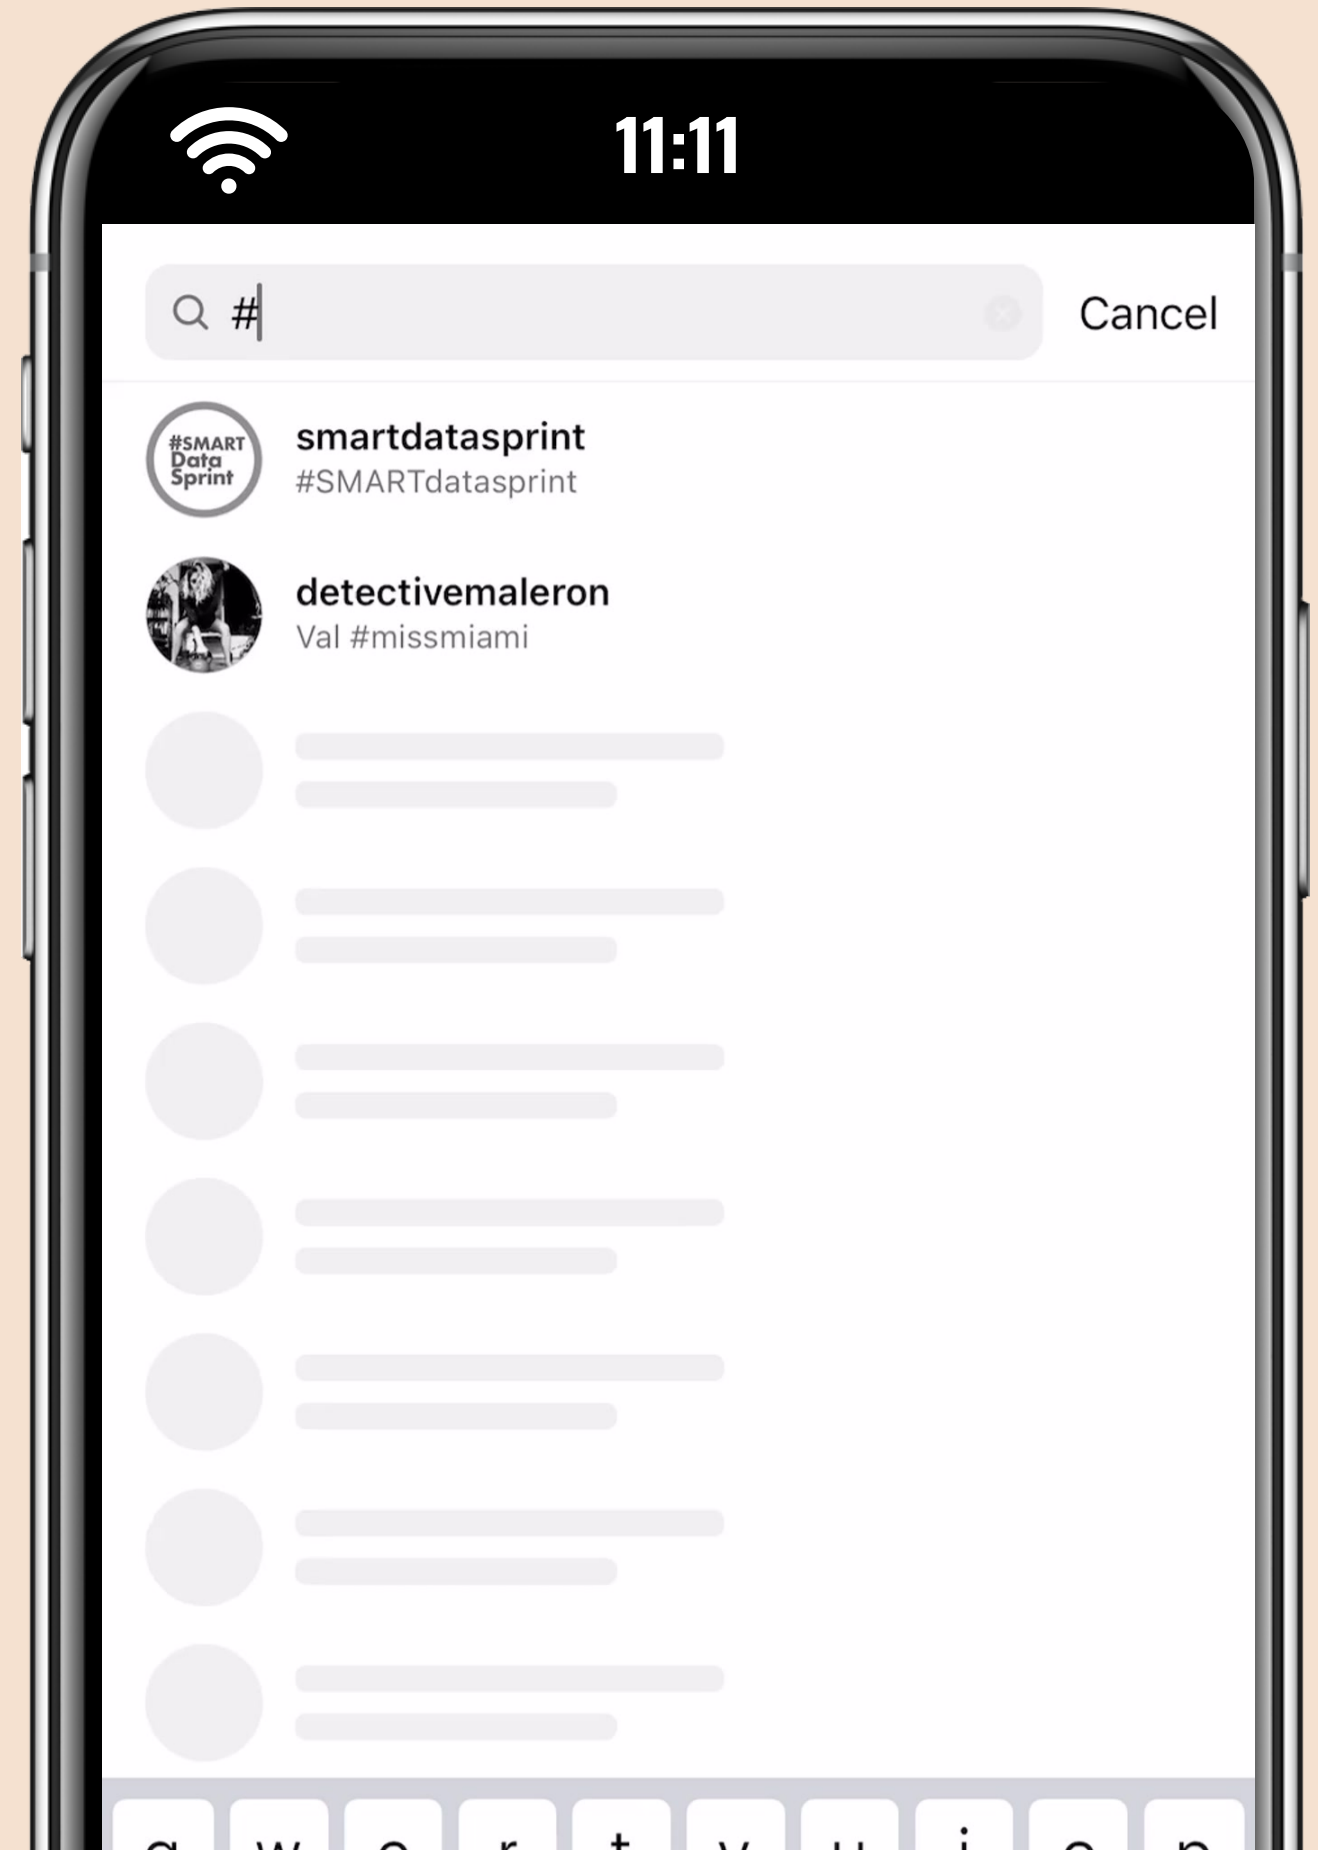 11:11
#
Cancel
#SMART
Data
Sprint
smartdatasprint
#SMARTdatasprint
detectivemaleron
Val #missmiami
q w e r t y u i o p